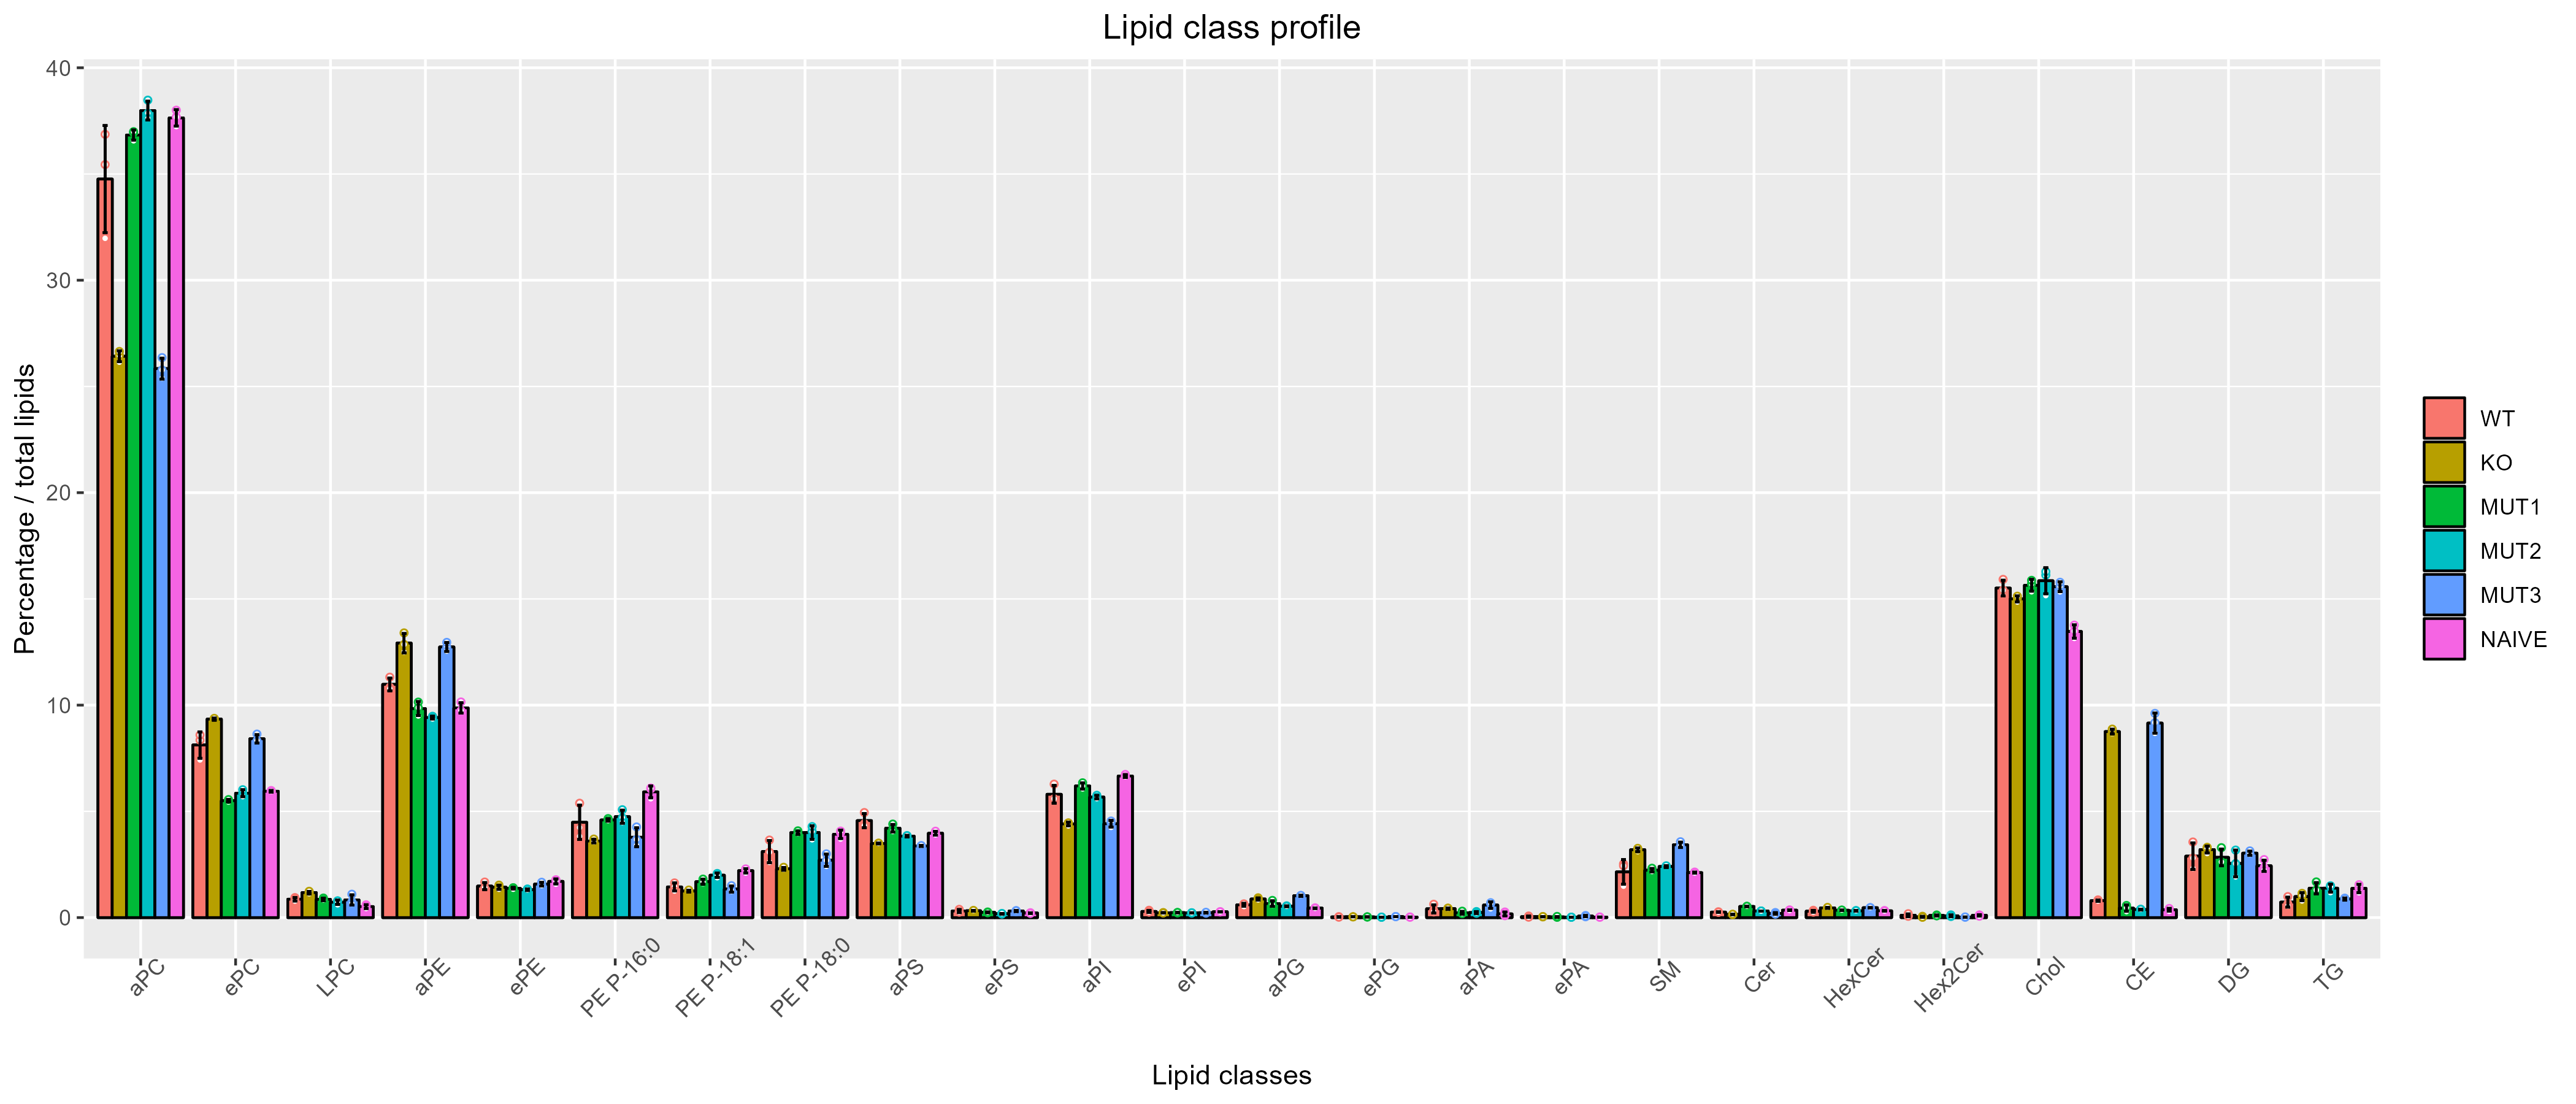 Lipid class profile
Percentage / total lipids
40
30
20
10
0
aPC
ePC
LPC
aPE
ePE
PE P-16:0
PE P-18:1
PE P-18:0
aPS
ePS
aPI
ePI
aPG
ePG
aPA
ePA
SM
Cer
HexCer
Hex2Cer
Chol
CE
DG
TG
Lipid classes
WT
KO
MUT1
MUT2
MUT3
NAIVE